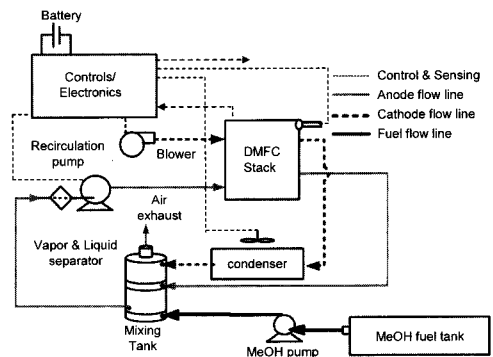 Battery
Controls/
Electronics
Control & Sensing
Anode flow line
Cathode flow line
Fuel flow line
Recirculation
pump
Blower
DMFC
Stack
Air
exhaust
Vapor & Liquid
separator
condenser
Mixing
Tank
MeOH pump
MeOH fuel tank